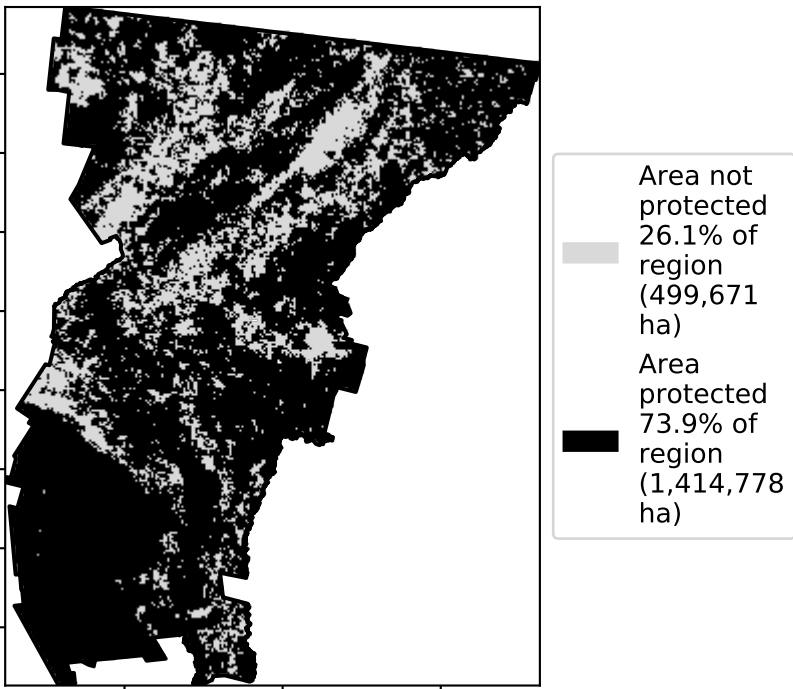 Area not
protected
26.1% of
region
(499,671
ha)
Area
protected
73.9% of
region
(1,414,778
ha)